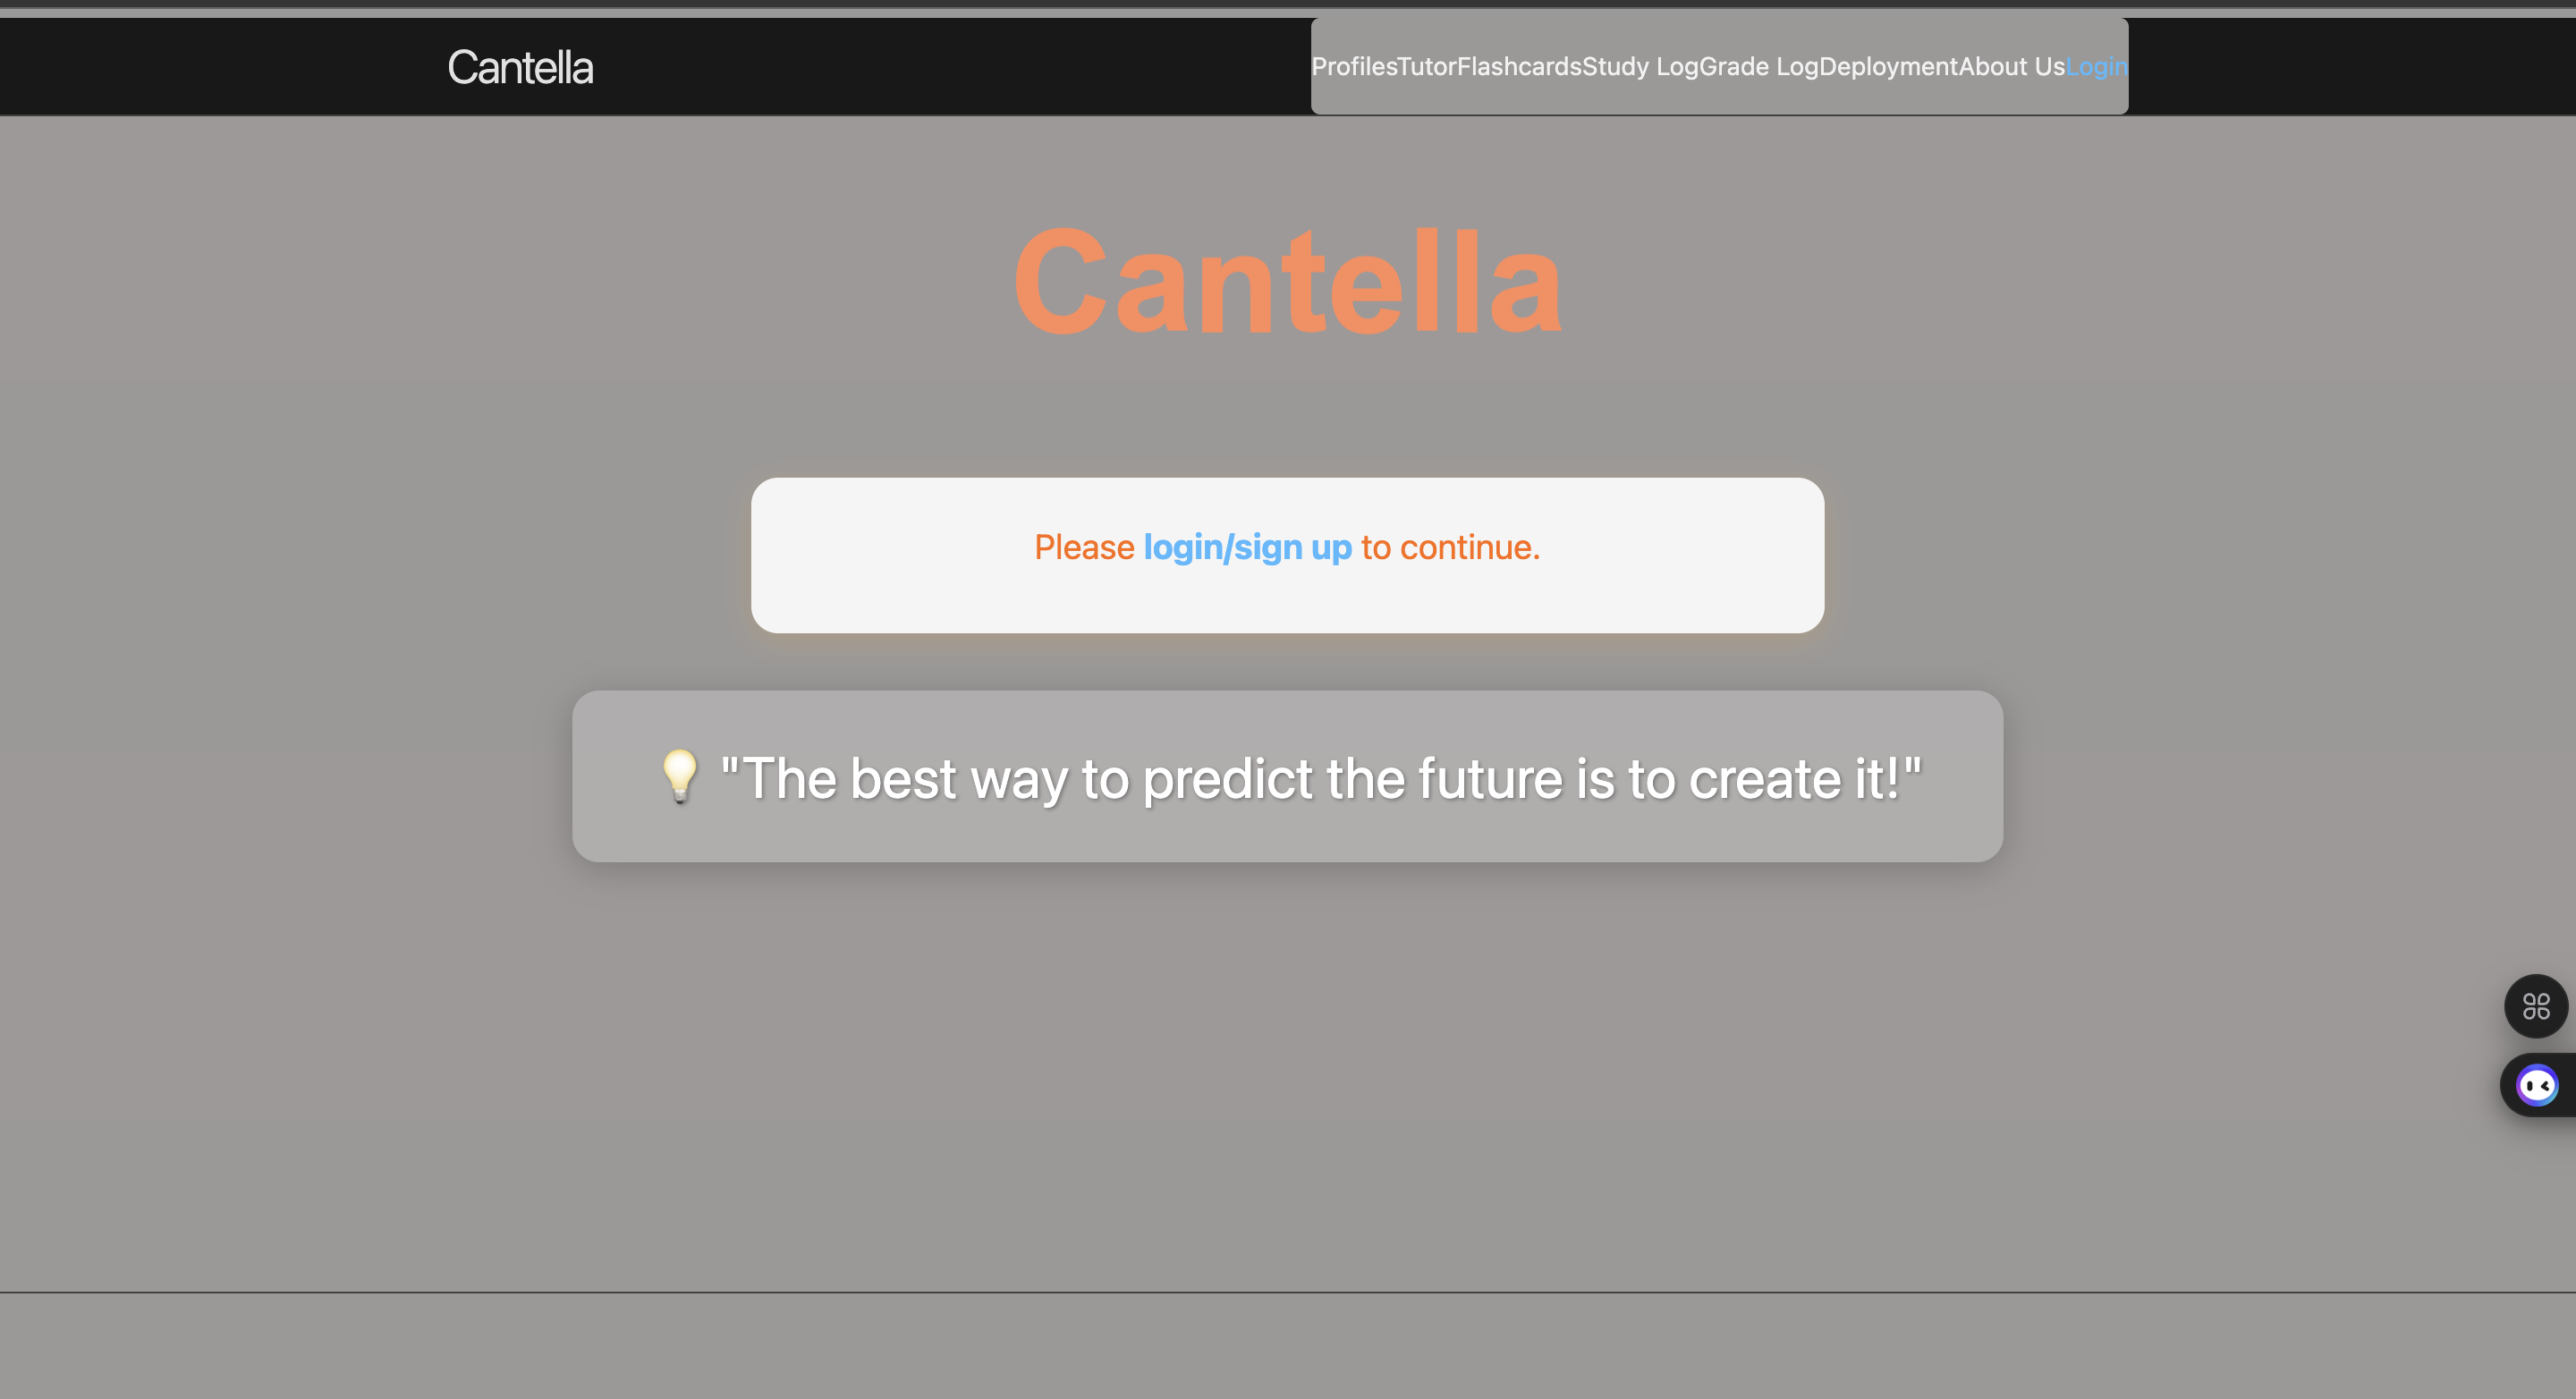 Cantella
ProfilesTutorFlashcardsStudy LogGrade LogDeploymentAbout UsLogin
Cantella
Please login/sign up to continue.
💡 "The best way to predict the future is to create it!"